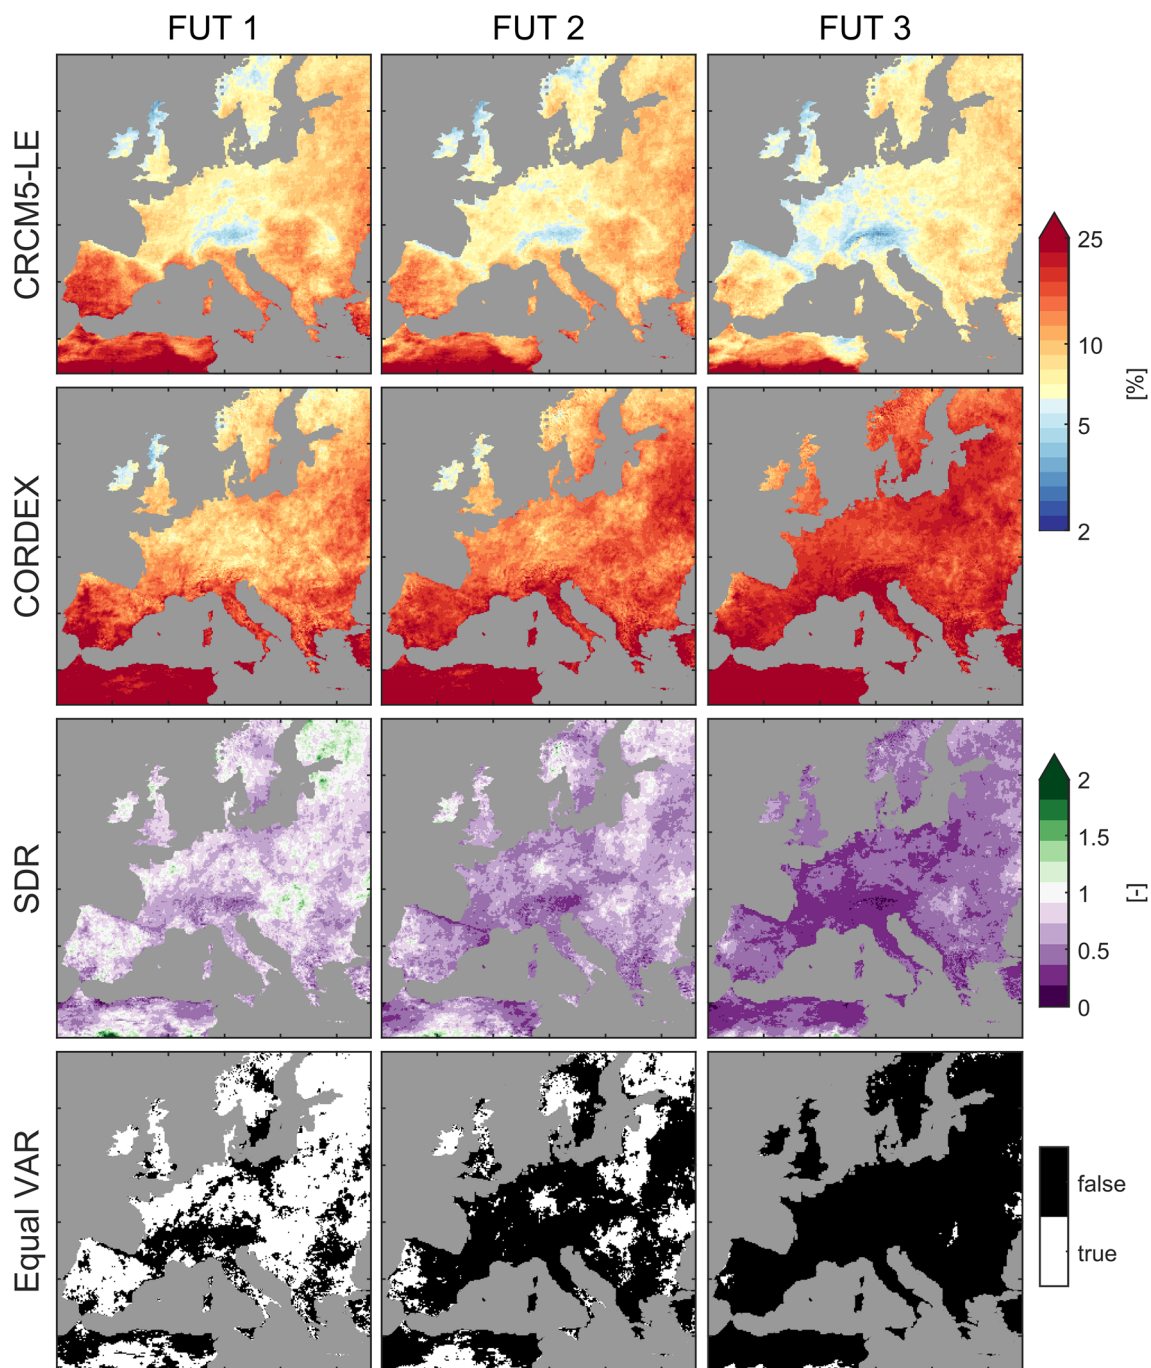 FUT 1
FUT 2
FUT 3
CRCM5-LE
25
10
5
2
[%]
CORDEX
SDR
2
1.5
1
0.5
0
[-]
Equal VAR
false
true